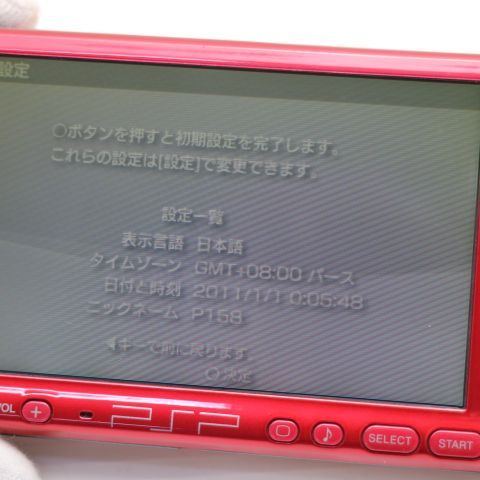 設定
○ボタンを押すと初期設定を完了します。
これらの設定は[設定]で変更できます。
設定一覧
表示言語 日本語
タイムゾーン GMT+08:00 パース
日付と時刻 2011/1/1 0:05:48
ニックネーム P158
◀キーで前に戻ります。
○決定
VOL + PSP ♪ SELECT START